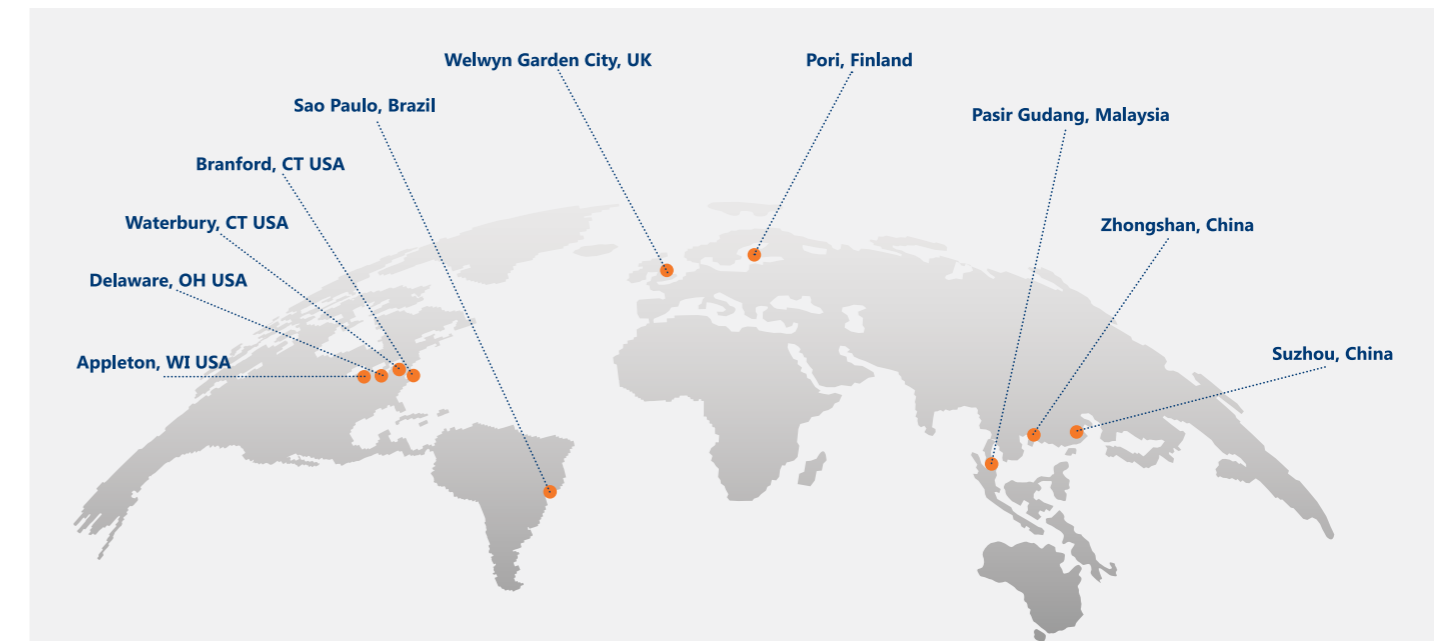 Welwyn Garden City, UK
Pori, Finland
Sao Paulo, Brazil
Pasir Gudang, Malaysia
Branford, CT USA
Waterbury, CT USA
Zhongshan, China
Delaware, OH USA
Suzhou, China
Appleton, WI USA